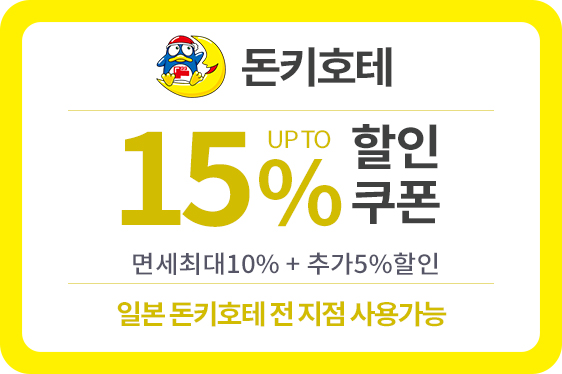 돈키호테
15% UP TO 할인
쿠폰
면세최대10% + 추가5%할인
일본 돈키호테 전 지점 사용가능